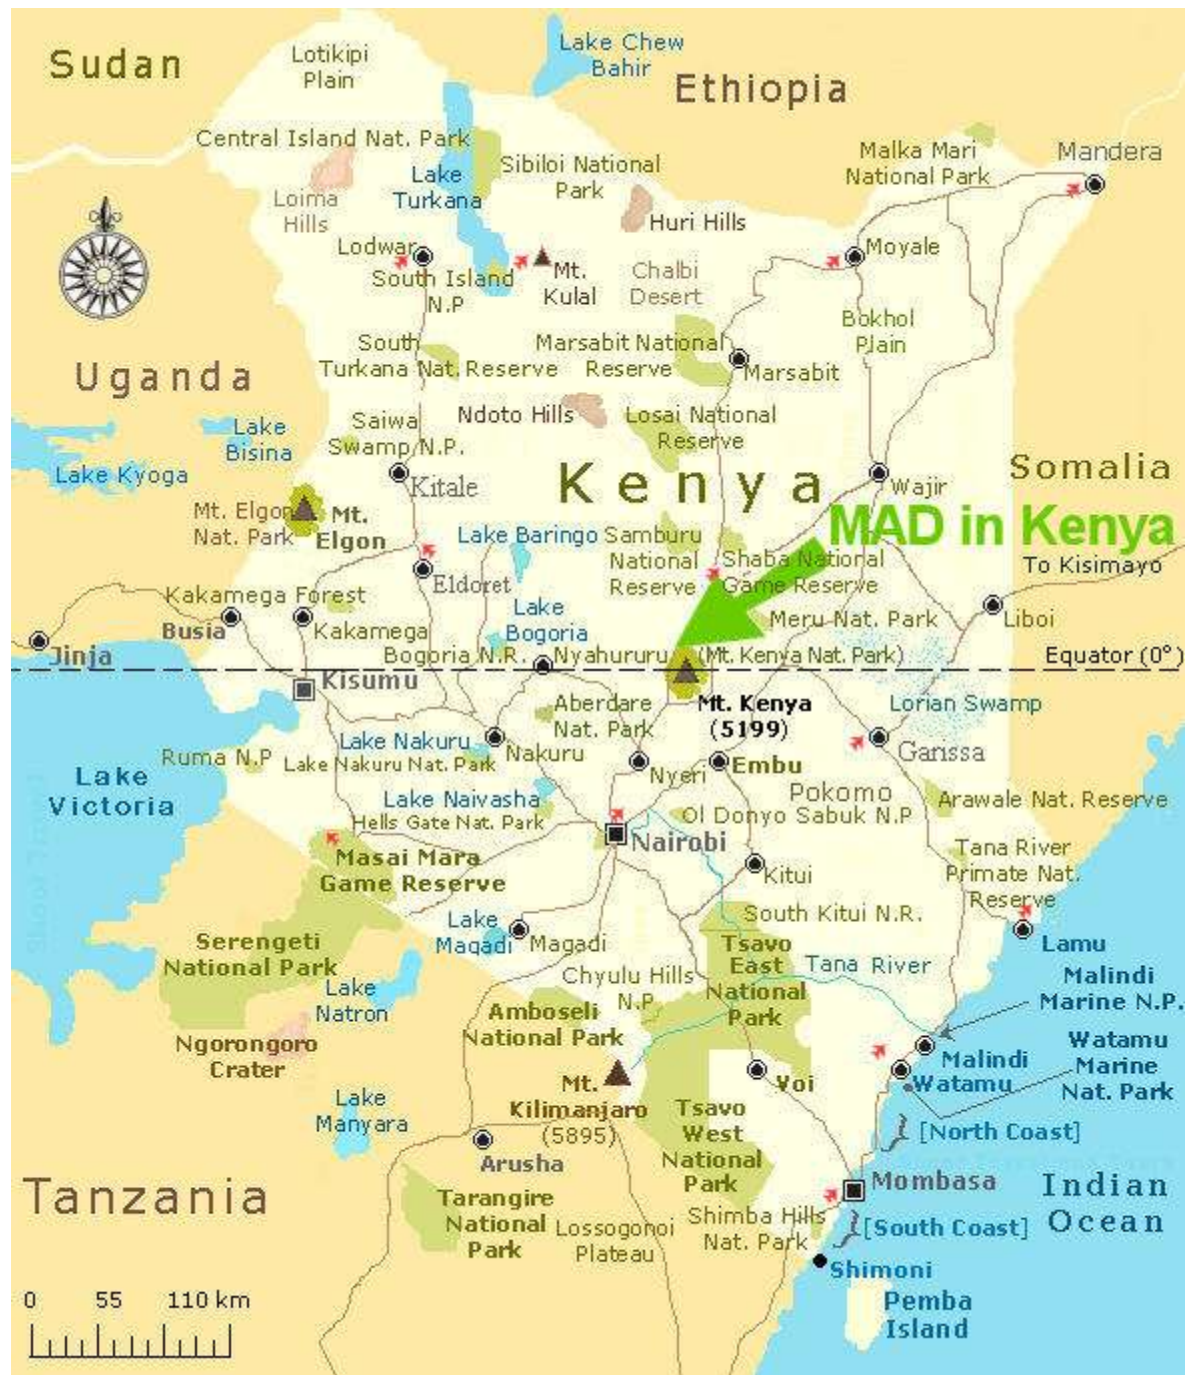 Sudan
Lotikipi
Plain
Lake Chew
Bahir
Ethiopia
Central Island Nat. Park
Malka Mari
National Park
Mandera
Sibiloi National
Park
Lake
Turkana
Loima
Hills
Huri Hills
Lodwar
Moyale
South Island
N.P
Mt.
Kulal
Chalbi
Desert
Bokhol
Plain
South
Turkana Nat. Reserve
Marsabit National
Reserve
Marsabit
Uganda
Lake
Bisina
Saiwa
Swamp N.P.
Ndoto Hills
Losai National
Reserve
Lake Kyoga
Kitale
Kenya
Wajir
Somalia
Mt. Elgon
Nat. Park
Mt.
Elgon
Lake Baringo
Samburu
National
Reserve
MAD in Kenya
Shaba National
Game Reserve
To Kisimayo
Eldoret
Kakamega Forest
Busia
Kakamega
Lake
Bogoria
Meru Nat. Park
Liboi
Jinja
Bogoria N.R.
Nyahururu
(Mt. Kenya Nat. Park)
Equator (0°)
Kisumu
Aberdare
Nat. Park
Mt. Kenya
(5199)
Lorian Swamp
Lake Nakuru
Nakuru
Garissa
Ruma N.P
Lake Nakuru Nat. Park
Nyeri
Embu
Lake
Victoria
Lake Naivasha
Hells Gate Nat. Park
Pokomo
Ol Donyo Sabuk N.P
Arawale Nat. Reserve
Nairobi
Masai Mara
Game Reserve
Kitui
Tana River
Primate Nat.
Reserve
South Kitui N.R.
Lake
Magadi
Magadi
Lamu
Serengeti
National Park
Tsavo
East
National
Park
Tana River
Malindi
Marine N.P.
Chyulu Hills
N.P
Lake
Natron
Amboseli
National Park
Ngorongoro
Crater
Watamu
Marine
Nat. Park
Malindi
Watamu
Mt.
Kilimanjaro
(5895)
Voi
Lake
Manyara
Tsavo
West
National
Park
[North Coast]
Arusha
Tanzania
Mombasa
Indian
Ocean
Tarangire
National
Park
Lossogonoi
Plateau
Shimba Hills
Nat. Park
[South Coast]
Shimoni
Pemba
Island
0 55 110 km